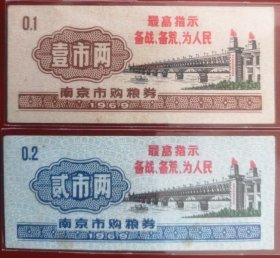 0.1
最高指示
备战、备荒、为人民
壹市两
南京市购粮券
1969
0.2
最高指示
备战、备荒、为人民
贰市两
南京市购粮券
1969